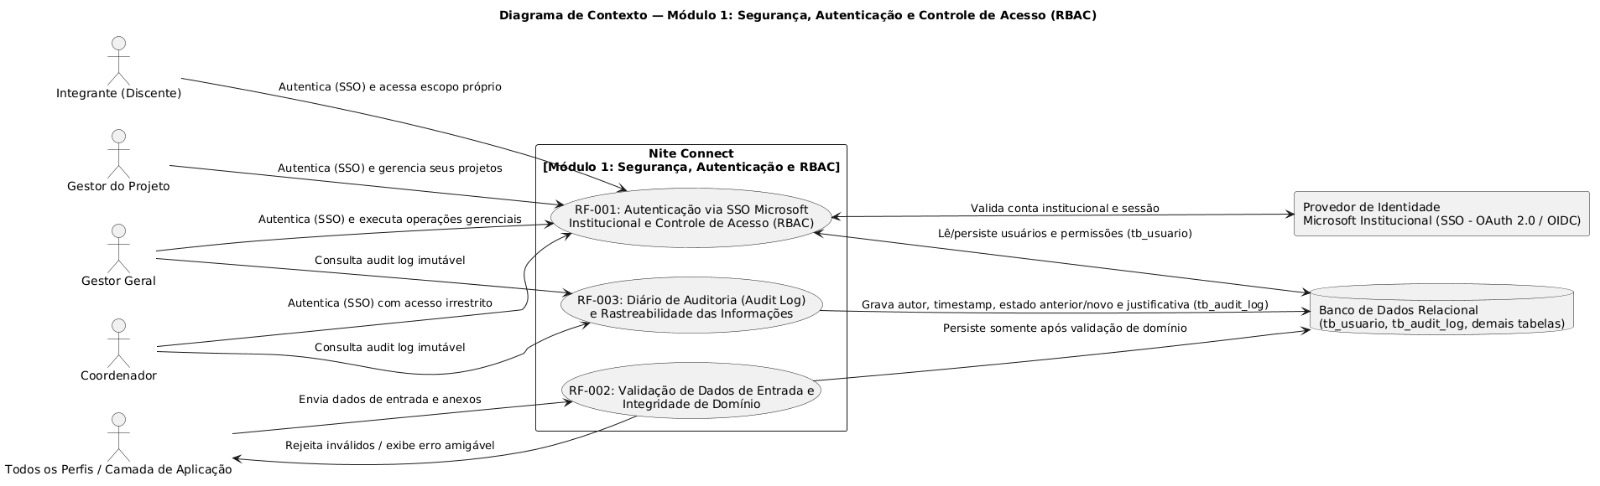 Diagrama de Contexto — Módulo 1: Segurança, Autenticação e Controle de Acesso (RBAC)
Integrante (Discente)
Autentica (SSO) e acessa escopo próprio
Gestor do Projeto
Autentica (SSO) e gerencia seus projetos
Gestor Geral
Autentica (SSO) e executa operações gerenciais
Consulta audit log imutável
Coordenador
Autentica (SSO) com acesso irrestrito
Consulta audit log imutável
Todos os Perfis / Camada de Aplicação
Envia dados de entrada e anexos
Rejeita inválidos / exibe erro amigável
Nite Connect
[Módulo 1: Segurança, Autenticação e RBAC]
RF-001: Autenticação via SSO Microsoft
Institucional e Controle de Acesso (RBAC)
RF-003: Diário de Auditoria (Audit Log)
e Rastreabilidade das Informações
RF-002: Validação de Dados de Entrada e
Integridade de Domínio
Valida conta institucional e sessão
Lê/persiste usuários e permissões (tb_usuario)
Grava autor, timestamp, estado anterior/novo e justificativa (tb_audit_log)
Persiste somente após validação de domínio
Provedor de Identidade
Microsoft Institucional (SSO - OAuth 2.0 / OIDC)
Banco de Dados Relacional
(tb_usuario, tb_audit_log, demais tabelas)